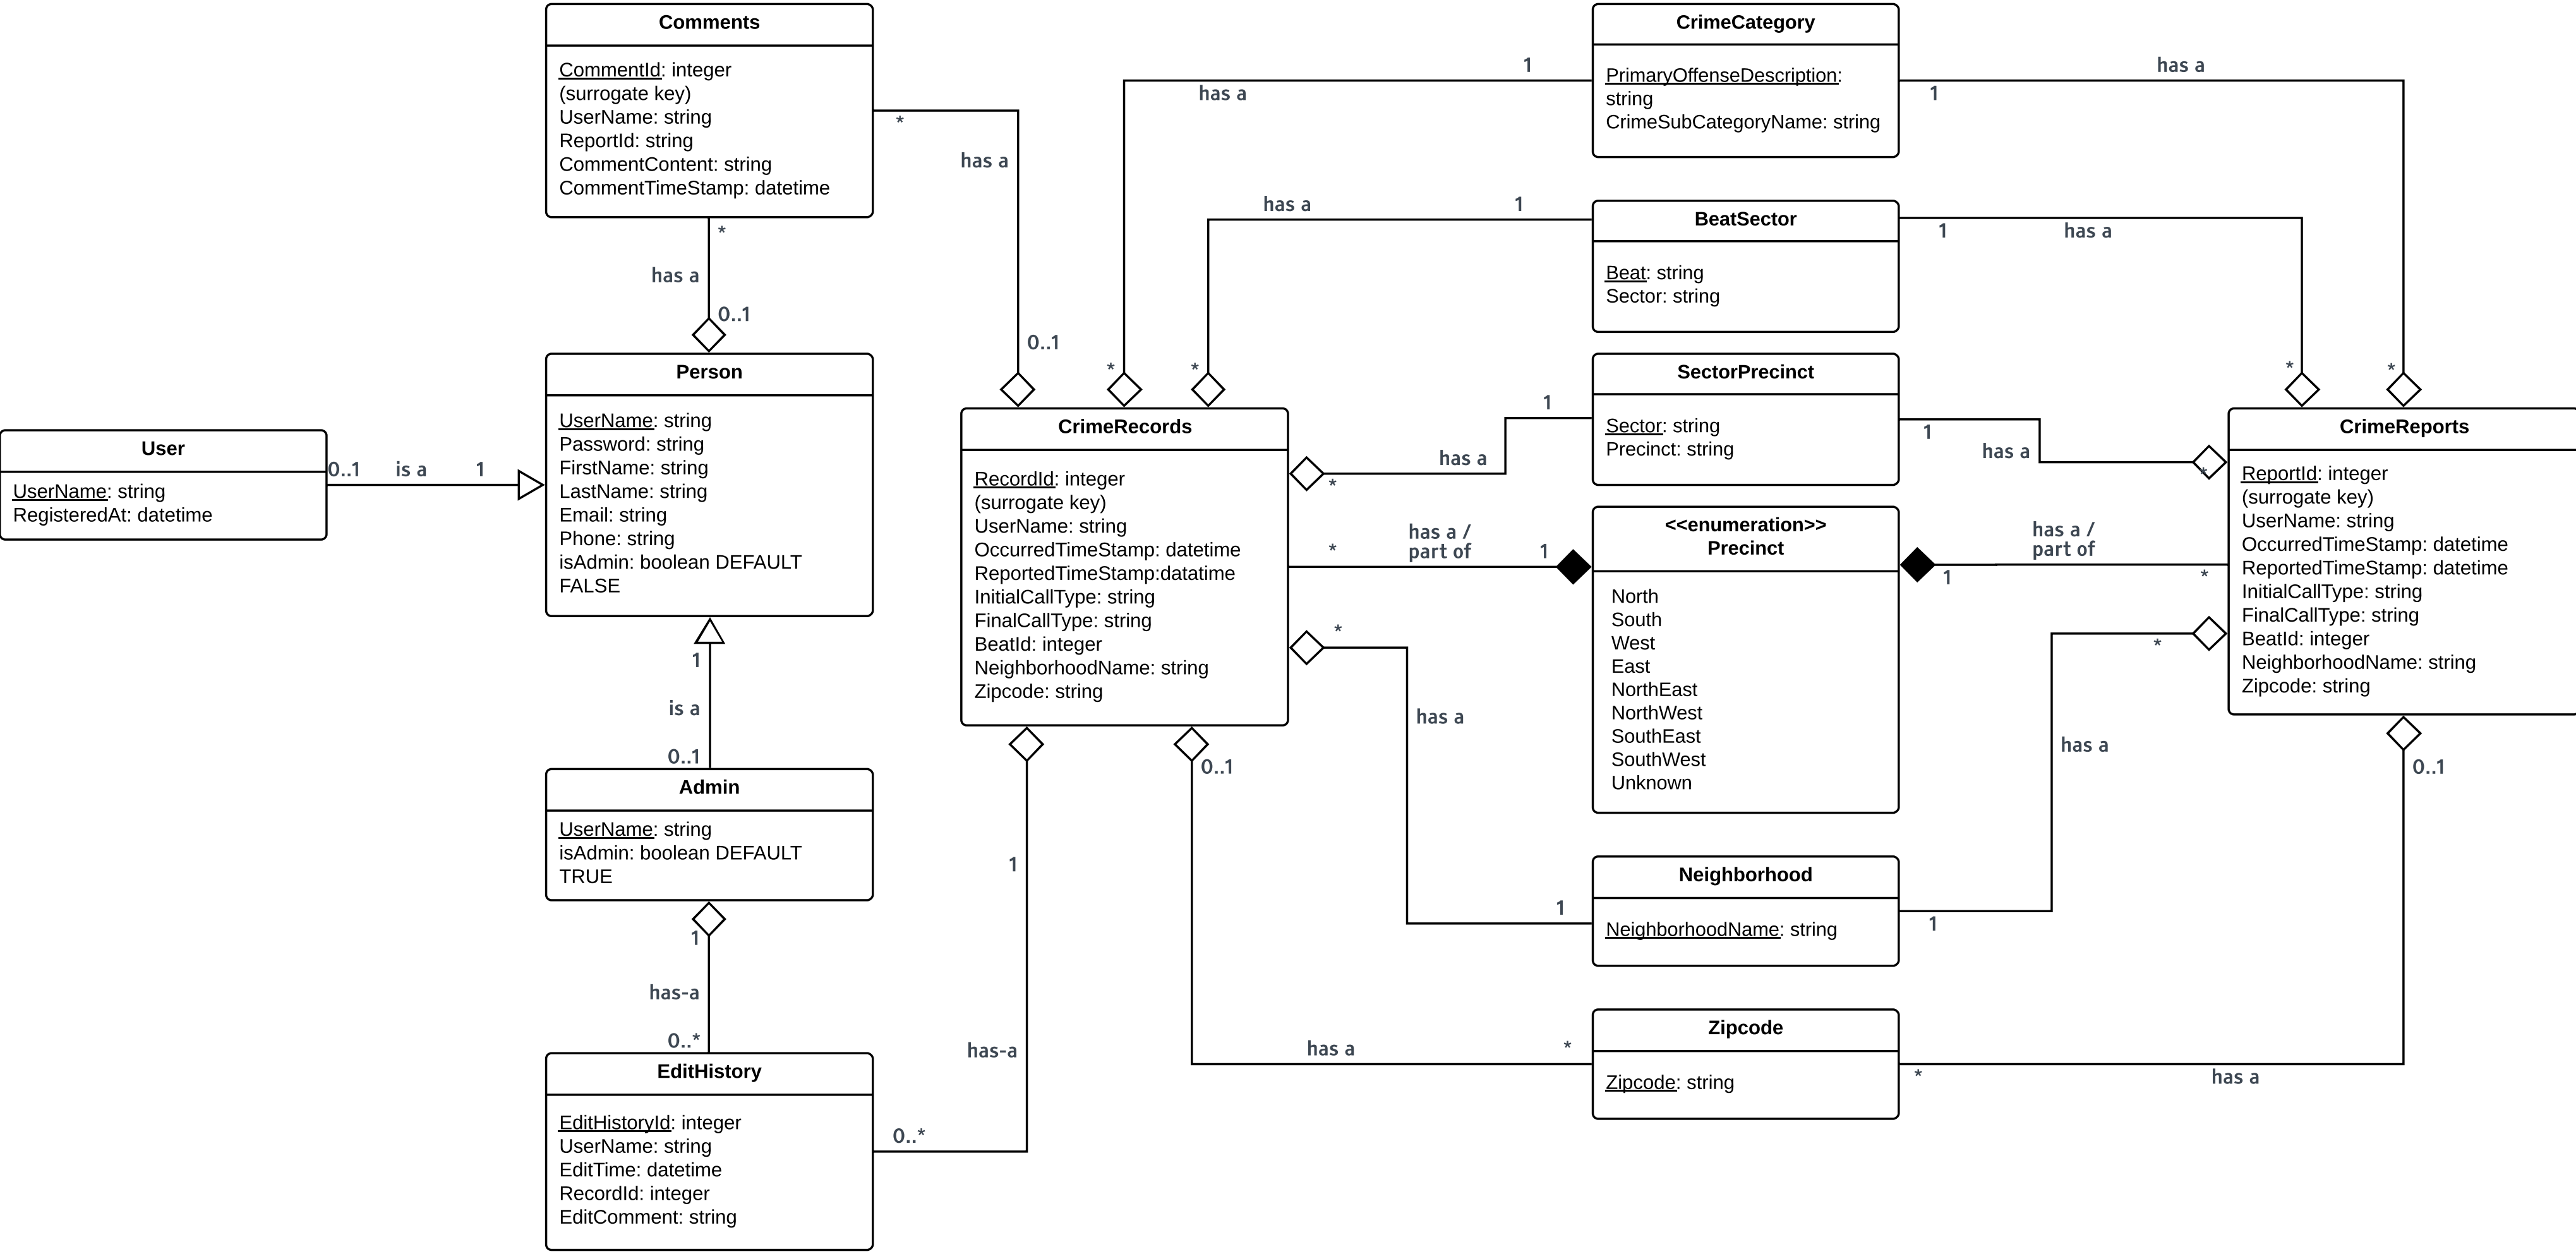 Comments
CommentId: integer
(surrogate key)
UserName: string
ReportId: string
CommentContent: string
CommentTimeStamp: datetime
*
has a
0..1
*
has a
0..1
Person
UserName: string
Password: string
FirstName: string
LastName: string
Email: string
Phone: string
isAdmin: boolean DEFAULT
FALSE
User
UserName: string
RegisteredAt: datetime
0..1 is a 1
1
is a
0..1
Admin
UserName: string
isAdmin: boolean DEFAULT
TRUE
1
has-a
0..*
EditHistory
EditHistoryId: integer
UserName: string
EditTime: datetime
RecordId: integer
EditComment: string
0..*
has-a
1
CrimeRecords
RecordId: integer
(surrogate key)
UserName: string
OccurredTimeStamp: datetime
ReportedTimeStamp:datatime
InitialCallType: string
FinalCallType: string
BeatId: integer
NeighborhoodName: string
Zipcode: string
*
has a
1
*
has a
1
*
has a
1
*
has a /
part of
1
*
has a
1
0..1
has a
*
CrimeCategory
PrimaryOffenseDescription:
string
CrimeSubCategoryName: string
BeatSector
Beat: string
Sector: string
SectorPrecinct
Sector: string
Precinct: string
<<enumeration>>
Precinct
North
South
West
East
NorthEast
NorthWest
SouthEast
SouthWest
Unknown
Neighborhood
NeighborhoodName: string
Zipcode
Zipcode: string
1
has a
*
1
has a
*
1
has a
*
1
has a /
part of
*
1
has a
*
*
has a
0..1
CrimeReports
ReportId: integer
(surrogate key)
UserName: string
OccurredTimeStamp: datetime
ReportedTimeStamp: datetime
InitialCallType: string
FinalCallType: string
BeatId: integer
NeighborhoodName: string
Zipcode: string